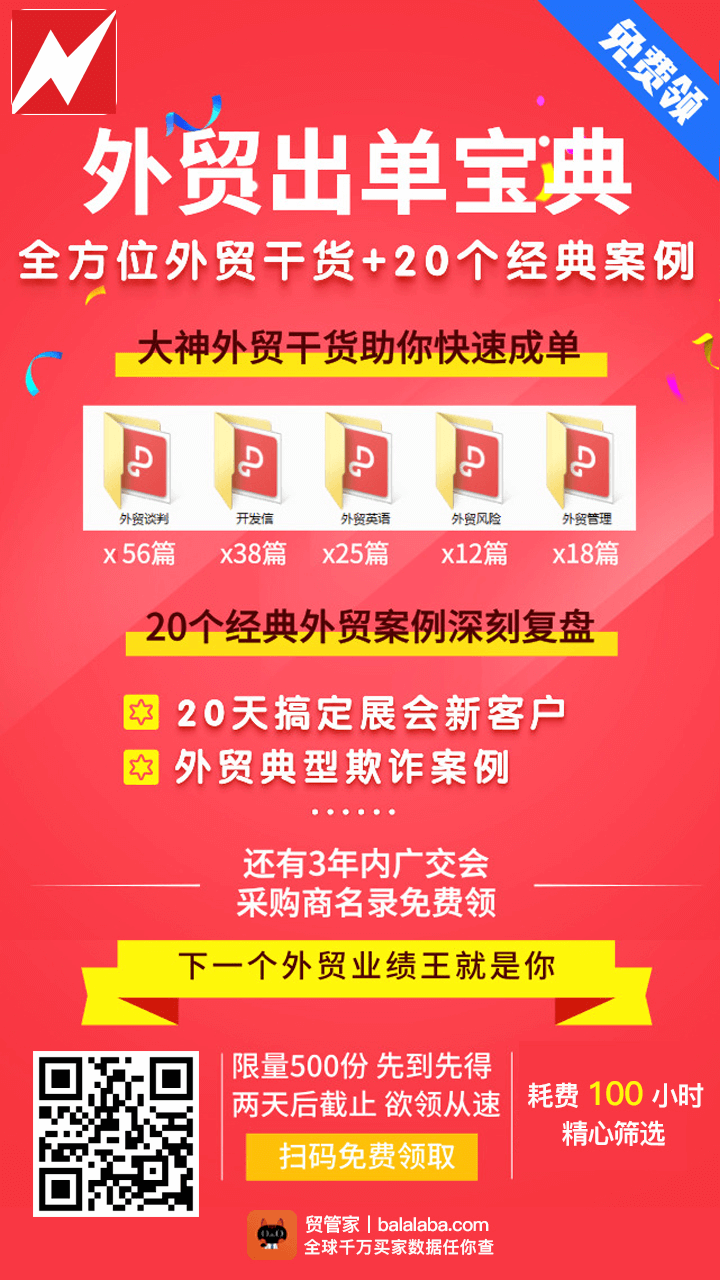 免费领
外贸出单宝典
全方位外贸干货+20个经典案例
大神外贸干货助你快速成单
外贸谈判 开发信 外贸英语 外贸风险 外贸管理
x 56篇 x38篇 x25篇 x12篇 x18篇
20个经典外贸案例深刻复盘
20天搞定展会新客户
外贸典型欺诈案例
······
还有3年内广交会
采购商名录免费领
下一个外贸业绩王就是你
限量500份 先到先得
两天后截止 欲领从速
扫码免费领取
耗费 100 小时
精心筛选
贸管家|balalaba.com
全球千万买家数据任你查